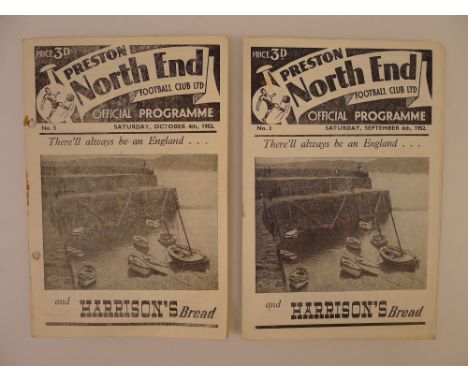 PRICE 3D
PRESTON
North End
FOOTBALL CLUB LTD
OFFICIAL PROGRAMME
No. 5 SATURDAY, OCTOBER 4th, 1952.
There'll always be an England . . .
and HARRISON'S Bread
PRICE 3D
PRESTON
North End
FOOTBALL CLUB LTD
OFFICIAL PROGRAMME
No. 2 SATURDAY, SEPTEMBER 6th, 1952.
There'll always be an England . . .
and HARRISON'S Bread